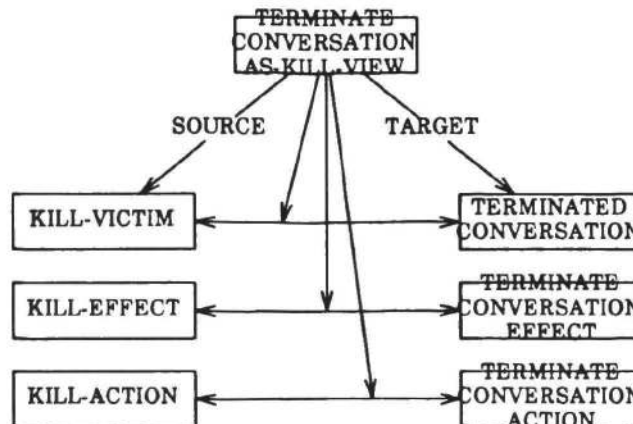 TERMINATE
CONVERSATION
AS-KILL-VIEW
SOURCE
TARGET
KILL-VICTIM
TERMINATED
CONVERSATION
KILL-EFFECT
TERMINATE
CONVERSATION
EFFECT
KILL-ACTION
TERMINATE
CONVERSATION
ACTION